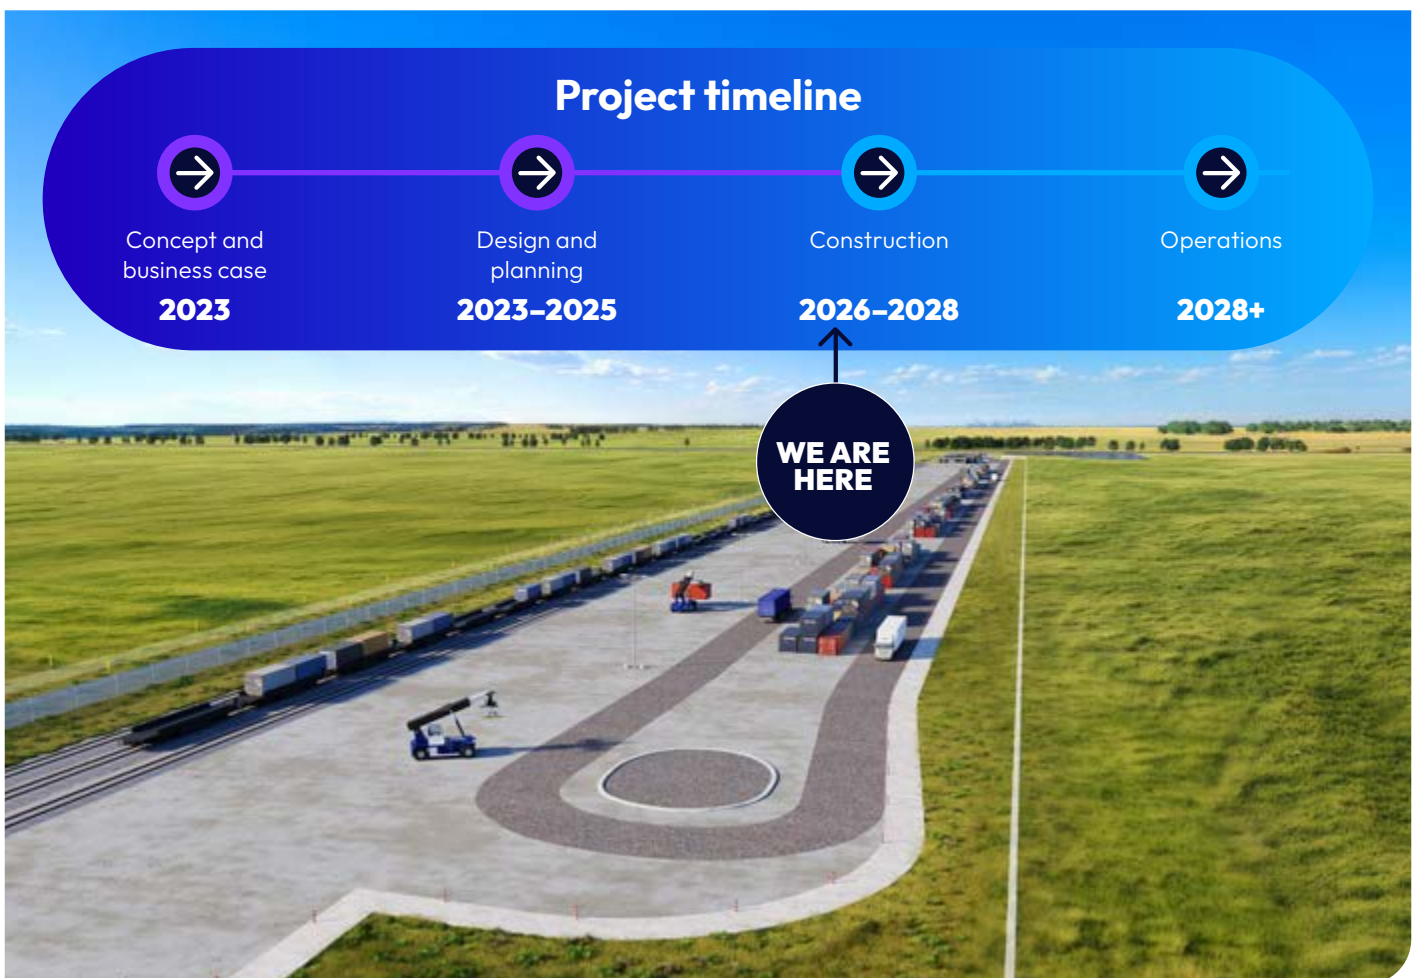 Project timeline
Concept and
business case
2023
Design and
planning
2023–2025
Construction
2026–2028
Operations
2028+
WE ARE
HERE